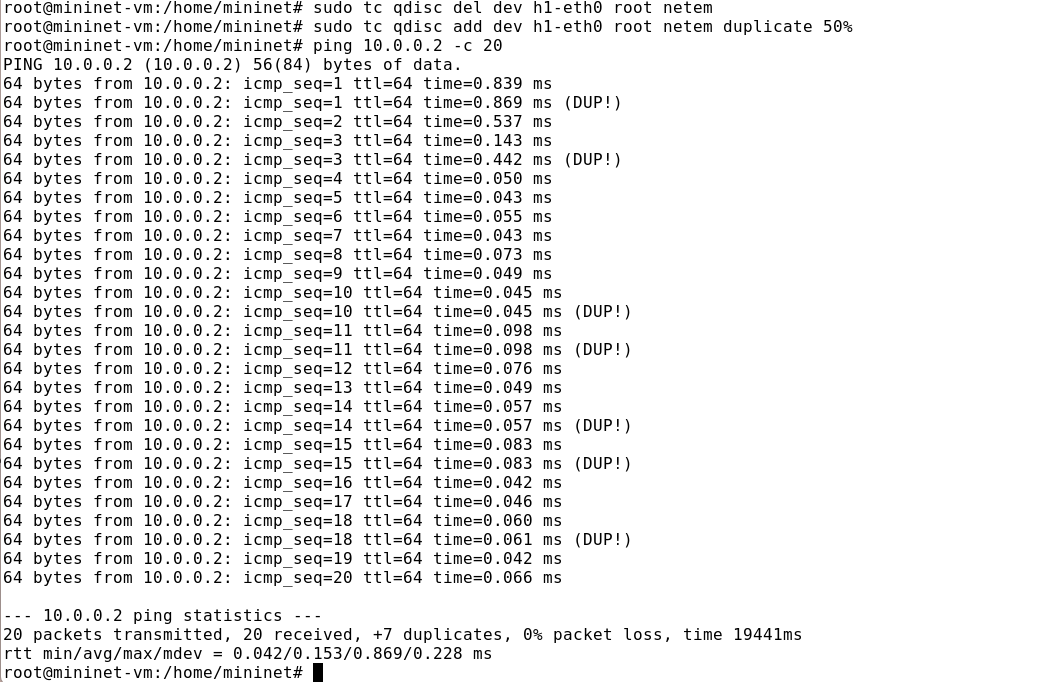 root@mininet-vm:/home/mininet# sudo tc qdisc del dev h1-eth0 root netem
root@mininet-vm:/home/mininet# sudo tc qdisc add dev h1-eth0 root netem duplicate 50%
root@mininet-vm:/home/mininet# ping 10.0.0.2 -c 20
PING 10.0.0.2 (10.0.0.2) 56(84) bytes of data.
64 bytes from 10.0.0.2: icmp_seq=1 ttl=64 time=0.839 ms
64 bytes from 10.0.0.2: icmp_seq=1 ttl=64 time=0.869 ms (DUP!)
64 bytes from 10.0.0.2: icmp_seq=2 ttl=64 time=0.537 ms
64 bytes from 10.0.0.2: icmp_seq=3 ttl=64 time=0.143 ms
64 bytes from 10.0.0.2: icmp_seq=3 ttl=64 time=0.442 ms (DUP!)
64 bytes from 10.0.0.2: icmp_seq=4 ttl=64 time=0.050 ms
64 bytes from 10.0.0.2: icmp_seq=5 ttl=64 time=0.043 ms
64 bytes from 10.0.0.2: icmp_seq=6 ttl=64 time=0.055 ms
64 bytes from 10.0.0.2: icmp_seq=7 ttl=64 time=0.043 ms
64 bytes from 10.0.0.2: icmp_seq=8 ttl=64 time=0.073 ms
64 bytes from 10.0.0.2: icmp_seq=9 ttl=64 time=0.049 ms
64 bytes from 10.0.0.2: icmp_seq=10 ttl=64 time=0.045 ms
64 bytes from 10.0.0.2: icmp_seq=10 ttl=64 time=0.045 ms (DUP!)
64 bytes from 10.0.0.2: icmp_seq=11 ttl=64 time=0.098 ms
64 bytes from 10.0.0.2: icmp_seq=11 ttl=64 time=0.098 ms (DUP!)
64 bytes from 10.0.0.2: icmp_seq=12 ttl=64 time=0.076 ms
64 bytes from 10.0.0.2: icmp_seq=13 ttl=64 time=0.049 ms
64 bytes from 10.0.0.2: icmp_seq=14 ttl=64 time=0.057 ms
64 bytes from 10.0.0.2: icmp_seq=14 ttl=64 time=0.057 ms (DUP!)
64 bytes from 10.0.0.2: icmp_seq=15 ttl=64 time=0.083 ms
64 bytes from 10.0.0.2: icmp_seq=15 ttl=64 time=0.083 ms (DUP!)
64 bytes from 10.0.0.2: icmp_seq=16 ttl=64 time=0.042 ms
64 bytes from 10.0.0.2: icmp_seq=17 ttl=64 time=0.046 ms
64 bytes from 10.0.0.2: icmp_seq=18 ttl=64 time=0.060 ms
64 bytes from 10.0.0.2: icmp_seq=18 ttl=64 time=0.061 ms (DUP!)
64 bytes from 10.0.0.2: icmp_seq=19 ttl=64 time=0.042 ms
64 bytes from 10.0.0.2: icmp_seq=20 ttl=64 time=0.066 ms
--- 10.0.0.2 ping statistics ---
20 packets transmitted, 20 received, +7 duplicates, 0% packet loss, time 19441ms
rtt min/avg/max/mdev = 0.042/0.153/0.869/0.228 ms
root@mininet-vm:/home/mininet#